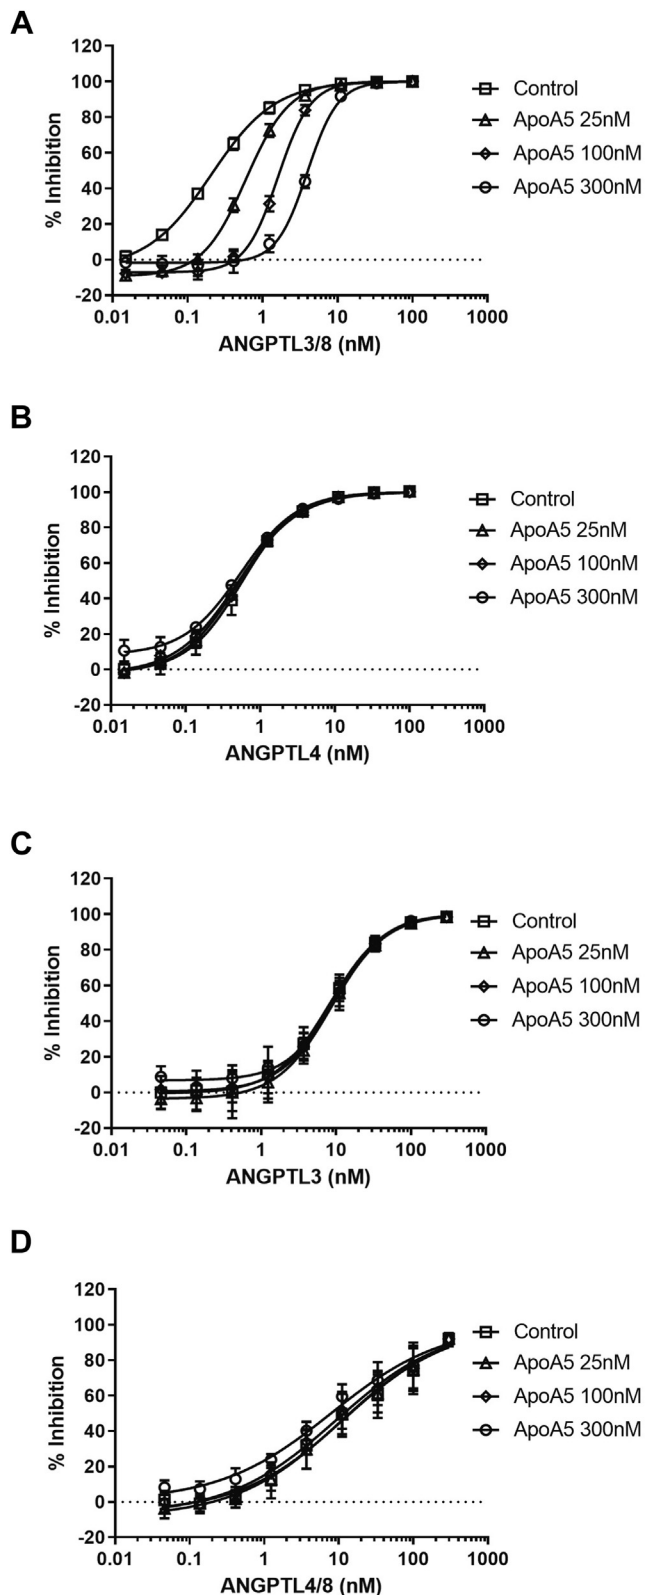 A
120
100
80
60
40
20
0
-20
% Inhibition
0.01 0.1 1 10 100 1000
ANGPTL3/8 (nM)
Control
ApoA5 25nM
ApoA5 100nM
ApoA5 300nM
B
120
100
80
60
40
20
0
-20
% Inhibition
0.01 0.1 1 10 100 1000
ANGPTL4 (nM)
Control
ApoA5 25nM
ApoA5 100nM
ApoA5 300nM
C
120
100
80
60
40
20
0
-20
% Inhibition
0.01 0.1 1 10 100 1000
ANGPTL3 (nM)
Control
ApoA5 25nM
ApoA5 100nM
ApoA5 300nM
D
120
100
80
60
40
20
0
-20
% Inhibition
0.01 0.1 1 10 100 1000
ANGPTL4/8 (nM)
Control
ApoA5 25nM
ApoA5 100nM
ApoA5 300nM